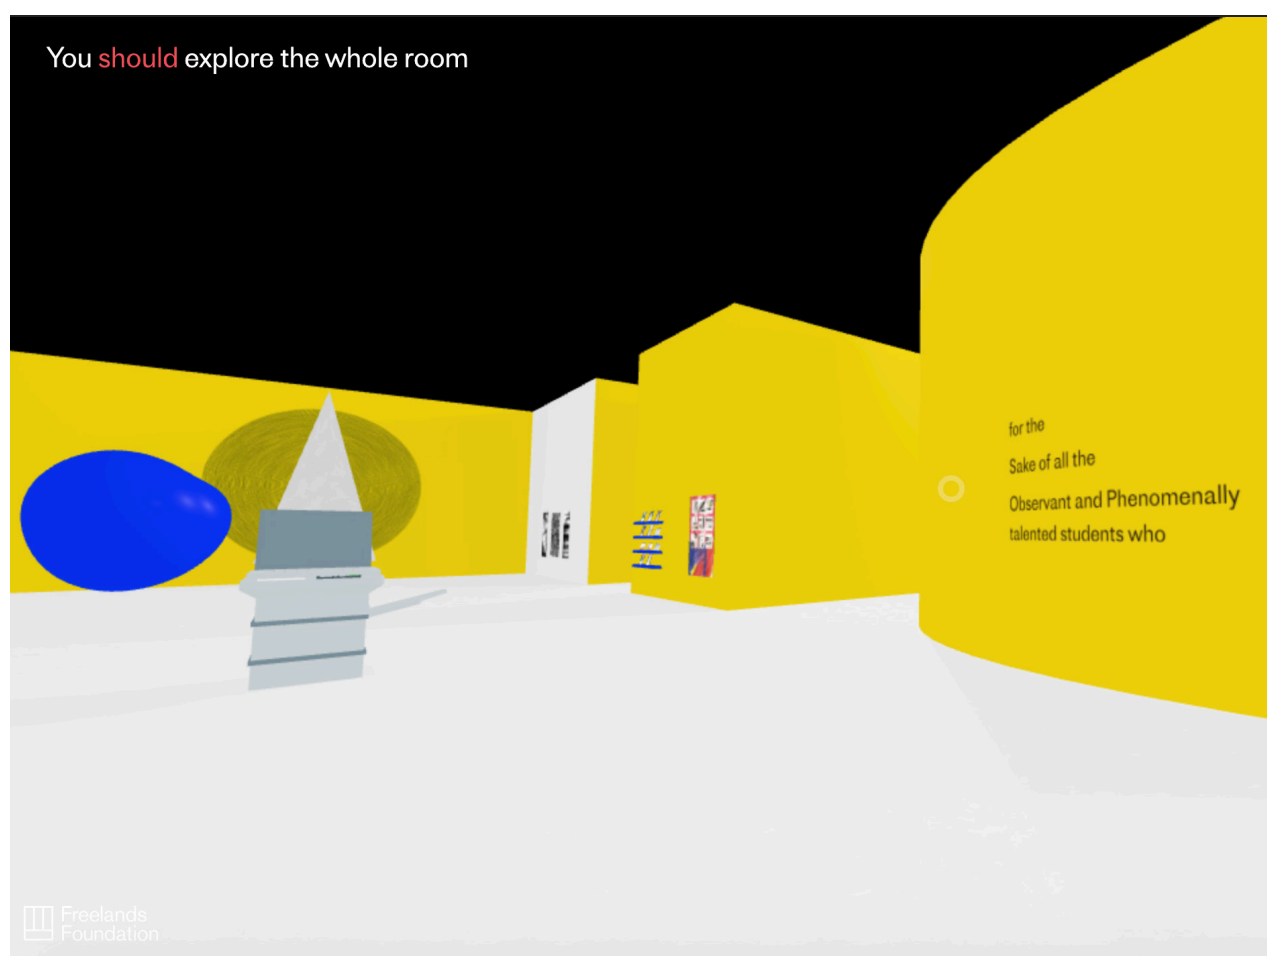 You should explore the whole room
for the
Sake of all the
Observant and Phenomenally
talented students who
Freelands
Foundation